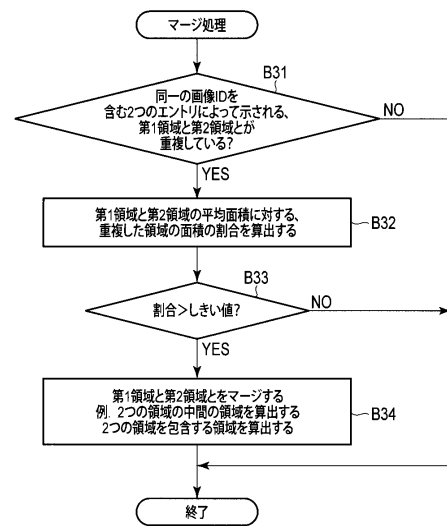 マージ処理
B31
同一の画像IDを
含む2つのエントリによって示される、
第1領域と第2領域とが
重複している?
NO
YES
第1領域と第2領域の平均面積に対する、
重複した領域の面積の割合を算出する
B32
B33
割合>しきい値?
NO
YES
第1領域と第2領域とをマージする
例. 2つの領域の中間の領域を算出する
2つの領域を包含する領域を算出する
B34
終了